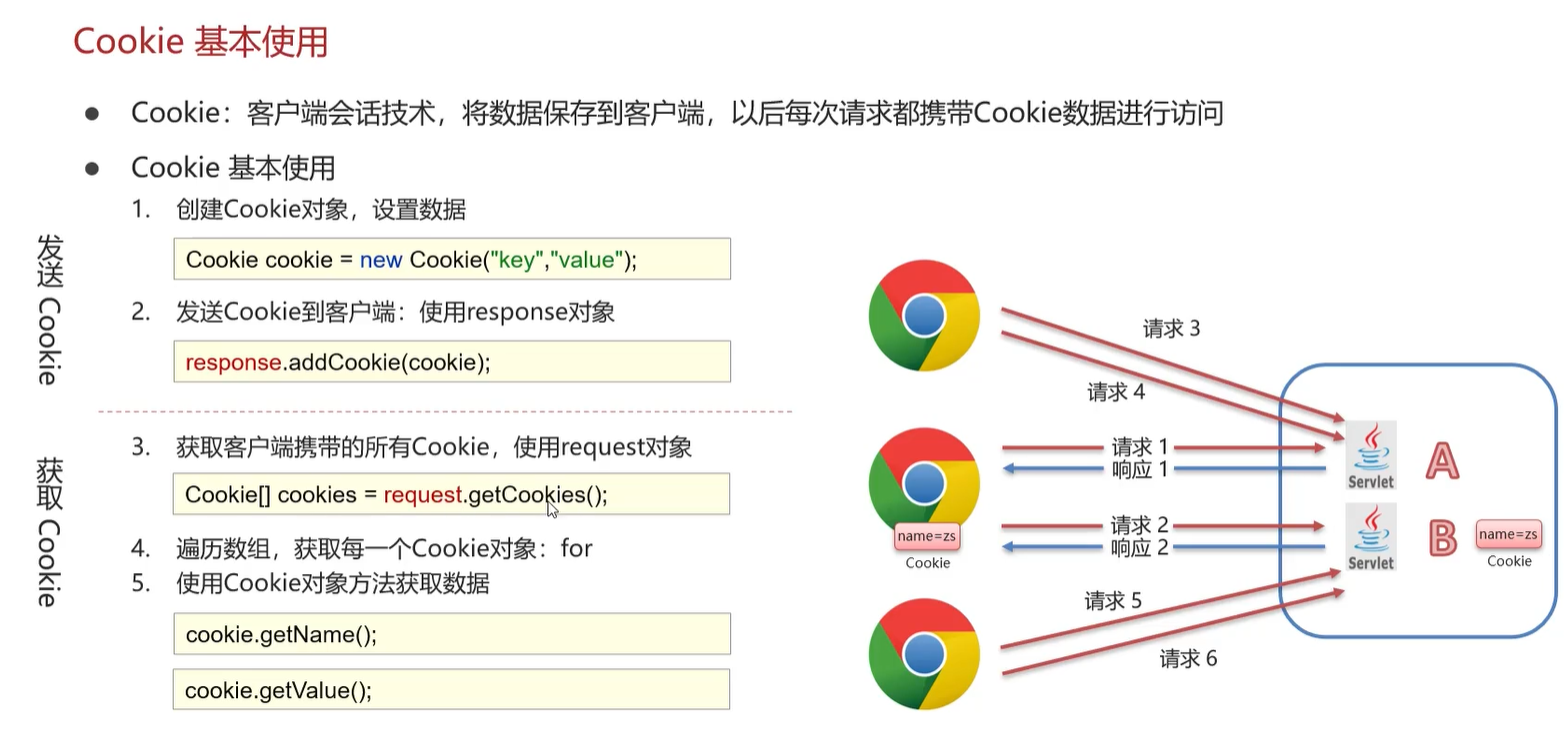 Cookie 基本使用
● Cookie：客户端会话技术，将数据保存到客户端，以后每次请求都携带Cookie数据进行访问
● Cookie 基本使用
发送 Cookie
1. 创建Cookie对象，设置数据
Cookie cookie = new Cookie("key","value");
2. 发送Cookie到客户端：使用response对象
response.addCookie(cookie);
获取 Cookie
3. 获取客户端携带的所有Cookie，使用request对象
Cookie[] cookies = request.getCookies();
4. 遍历数组，获取每一个Cookie对象：for
5. 使用Cookie对象方法获取数据
cookie.getName();
cookie.getValue();
请求 3
请求 4
请求 1
响应 1
Servlet
A
name=zs
Cookie
请求 2
响应 2
Servlet
B
name=zs
Cookie
请求 5
请求 6